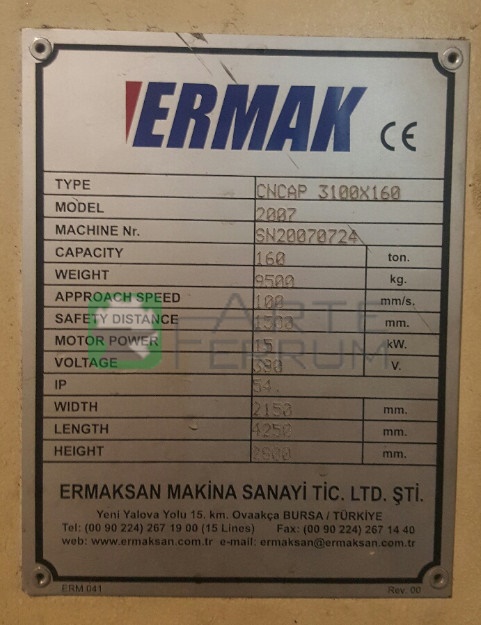 ERMAK CE
TYPE CNCAP 3100X160
MODEL 2007
MACHINE Nr. SN20070724
CAPACITY 160 ton.
WEIGHT 9500 kg.
APPROACH SPEED 100 mm/s.
SAFETY DISTANCE 1500 mm.
MOTOR POWER 15 kW.
VOLTAGE 380 V.
IP 54.
WIDTH 2150 mm.
LENGTH 4250 mm.
HEIGHT 2800 mm.
ARTE
FERRUM
ERMAKSAN MAKİNA SANAYİ TİC. LTD. ŞTİ.
Yeni Yalova Yolu 15. km. Ovaakça BURSA / TÜRKİYE
Tel: (00 90 224) 267 19 00 (15 Lines) Fax: (00 90 224) 267 14 40
web: www.ermaksan.com.tr e-mail: ermaksan@ermaksan.com.tr
ERM.041 Rev. 00